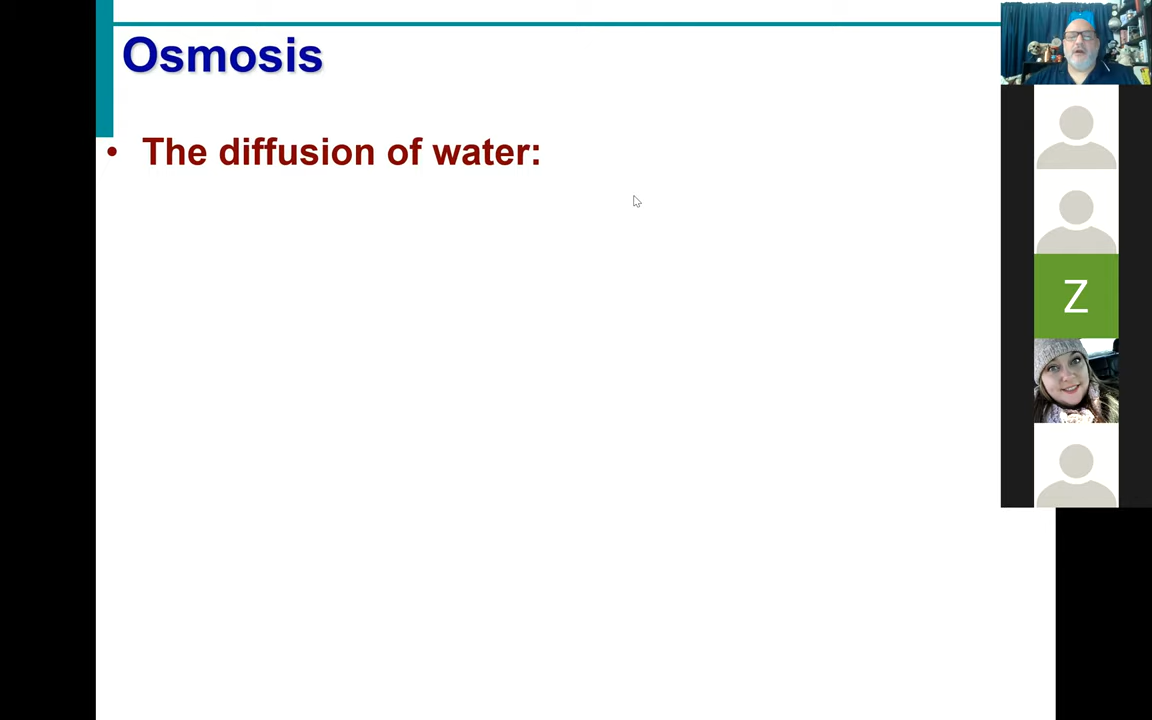 Osmosis
• The diffusion of water:
Z